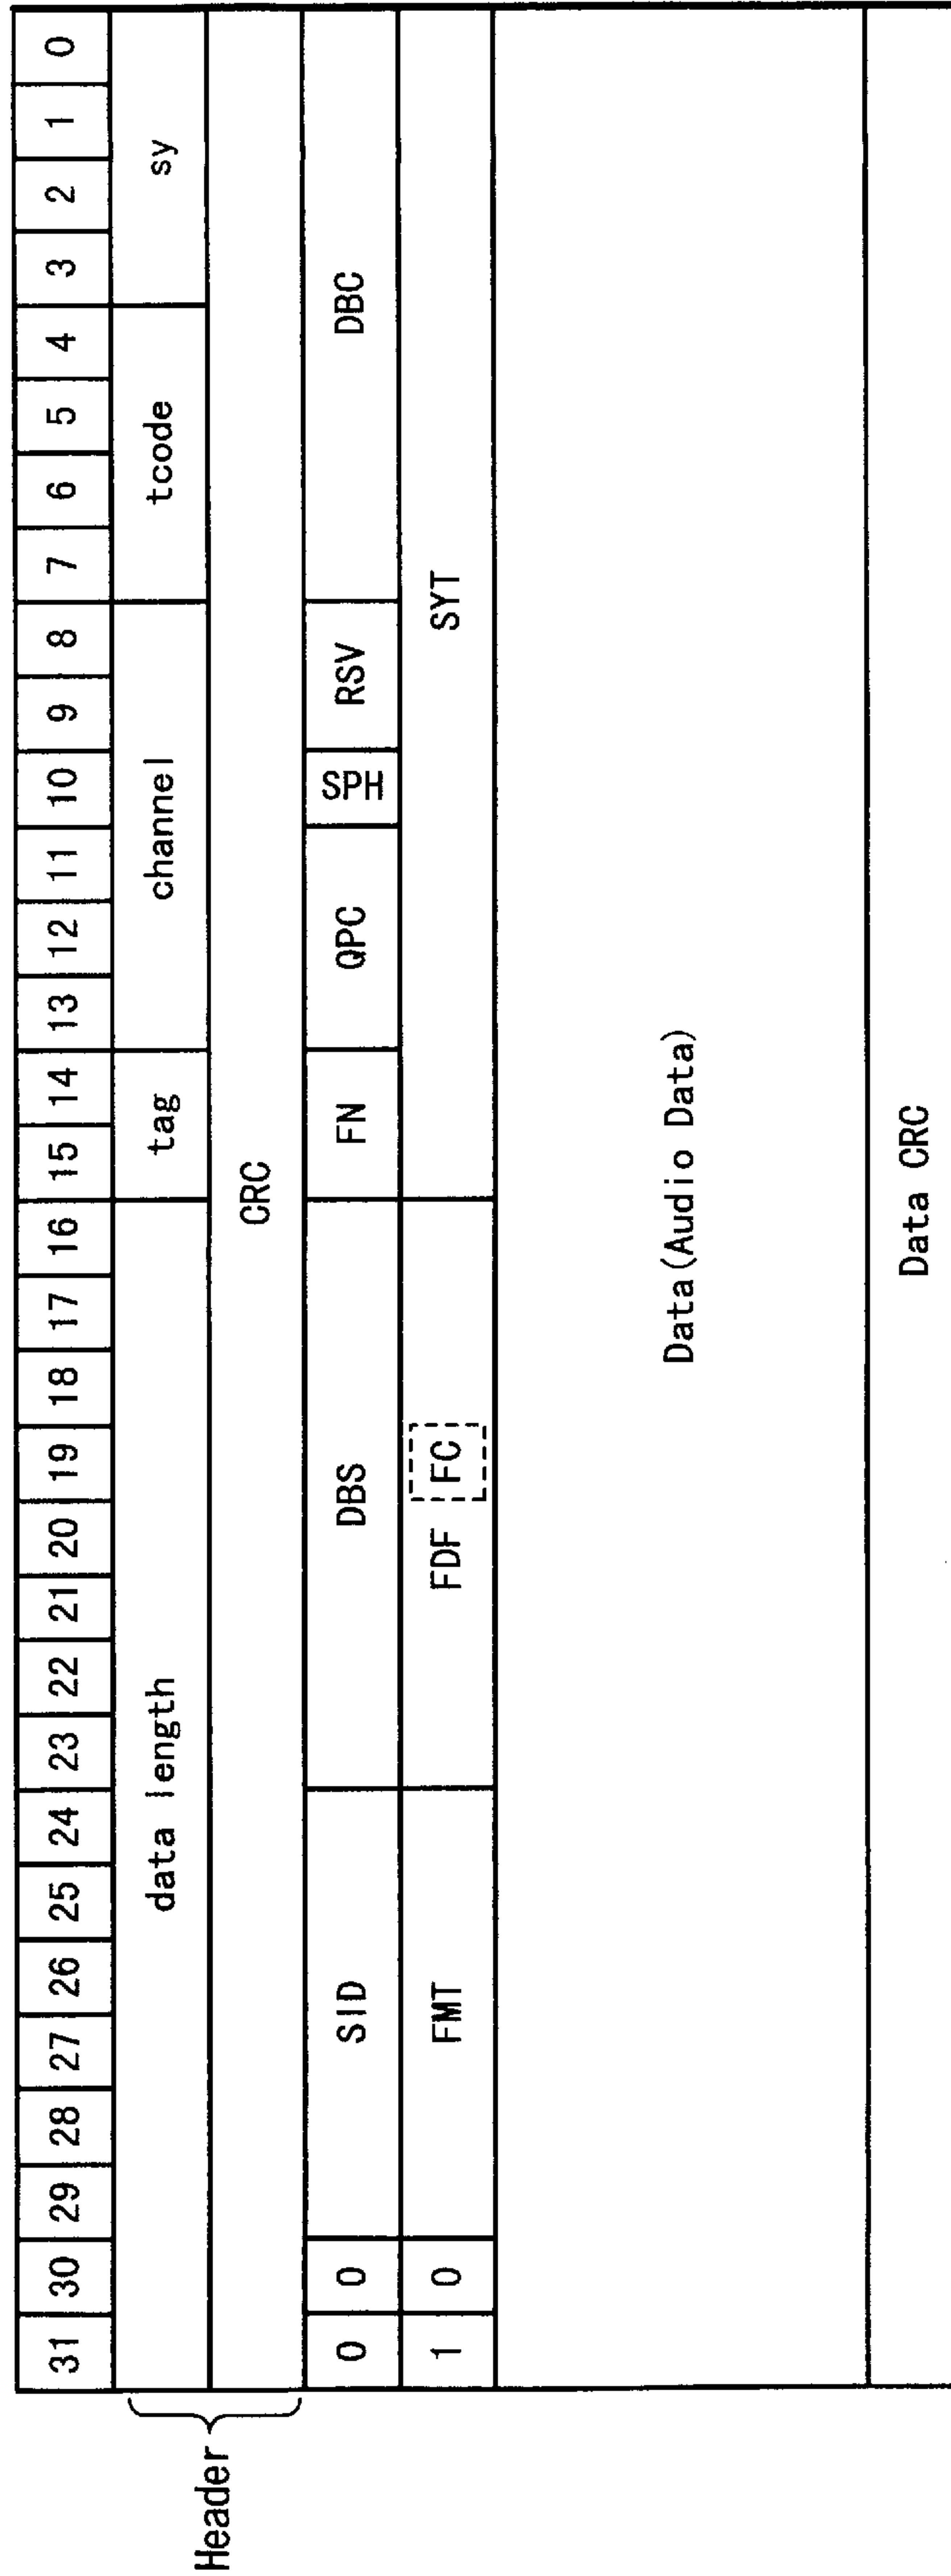 31 30 29 28 27 26 25 24 23 22 21 20 19 18 17 16 15 14 13 12 11 10 9 8 7 6 5 4 3 2 1 0
Header
data length tag channel tcode sy
CRC
0 0 SID DBS FN QPC SPH RSV DBC
1 0 FMT FDF FC SYT
Data(Audio Data)
Data CRC